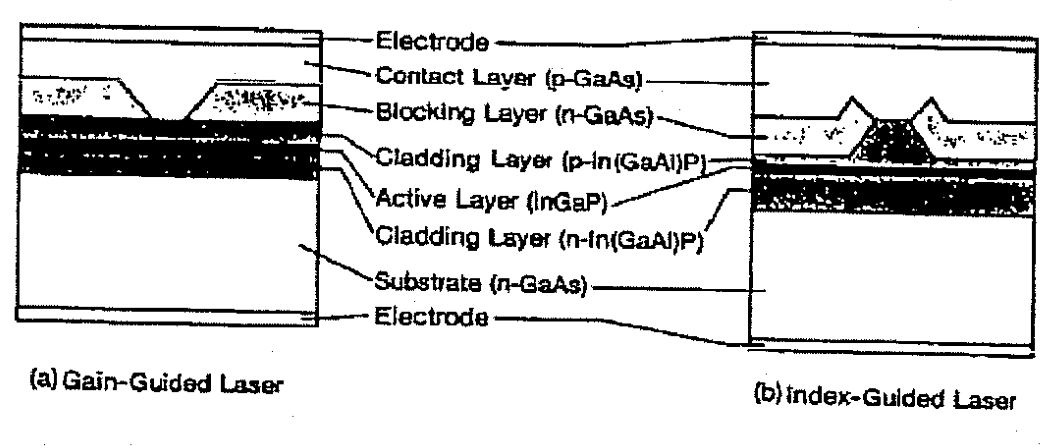 Electrode
Contact Layer (p-GaAs)
Blocking Layer (n-GaAs)
Cladding Layer (p-In(GaAl)P)
Active Layer (InGaP)
Cladding Layer (n-In(GaAl)P)
Substrate (n-GaAs)
Electrode
(a) Gain-Guided Laser
(b) Index-Guided Laser